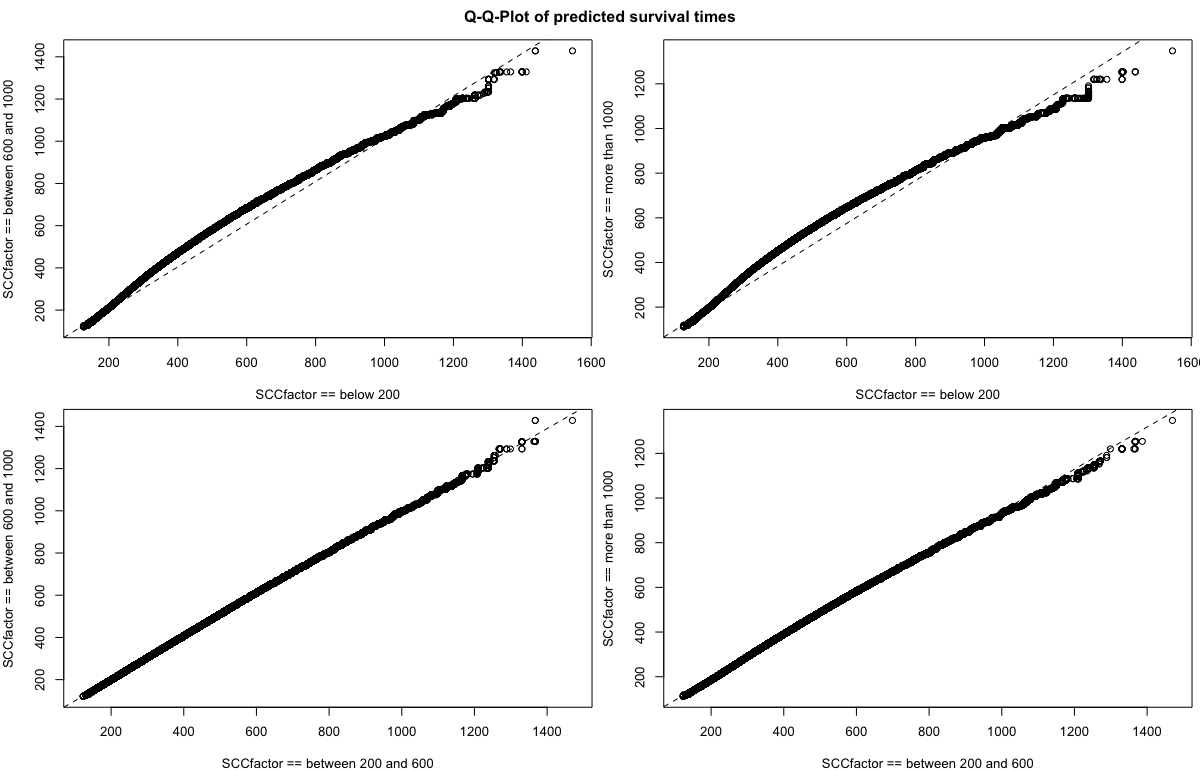 Q-Q-Plot of predicted survival times
SCCfactor == between 600 and 1000
200 400 600 800 1000 1200 1400
200 400 600 800 1000 1200 1400 1600
SCCfactor == below 200
SCCfactor == more than 1000
200 400 600 800 1000 1200
200 400 600 800 1000 1200 1400 1600
SCCfactor == below 200
SCCfactor == between 600 and 1000
200 400 600 800 1000 1200 1400
200 400 600 800 1000 1200 1400
SCCfactor == between 200 and 600
SCCfactor == more than 1000
200 400 600 800 1000 1200
200 400 600 800 1000 1200 1400
SCCfactor == between 200 and 600